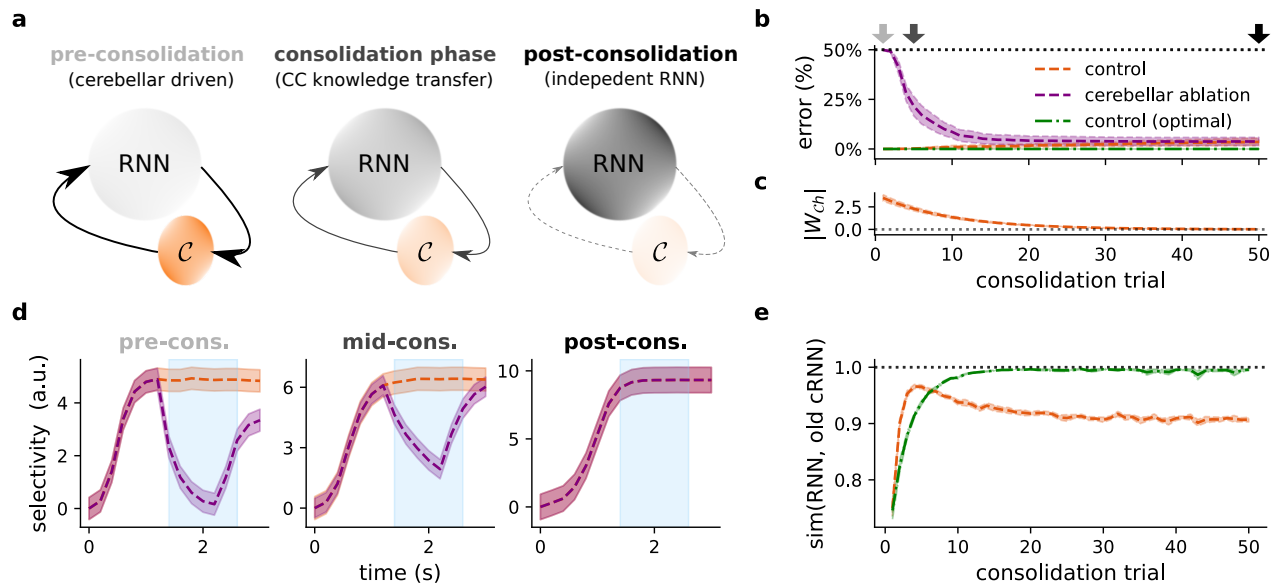 a
pre-consolidation
(cerebellar driven)
RNN
C
consolidation phase
(CC knowledge transfer)
RNN
C
post-consolidation
(indepedent RNN)
RNN
C
b
error (%)
50%
25%
0%
control
cerebellar ablation
control (optimal)
c
|W_{Ch}|
2.5
0.0
0 10 20 30 40 50
consolidation trial
d
selectivity (a.u.)
pre-cons.
4
2
0
0 2
mid-cons.
6
3
0
0 2
post-cons.
10
5
0
0 2
time (s)
e
sim(RNN, old cRNN)
1.0
0.9
0.8
0 10 20 30 40 50
consolidation trial